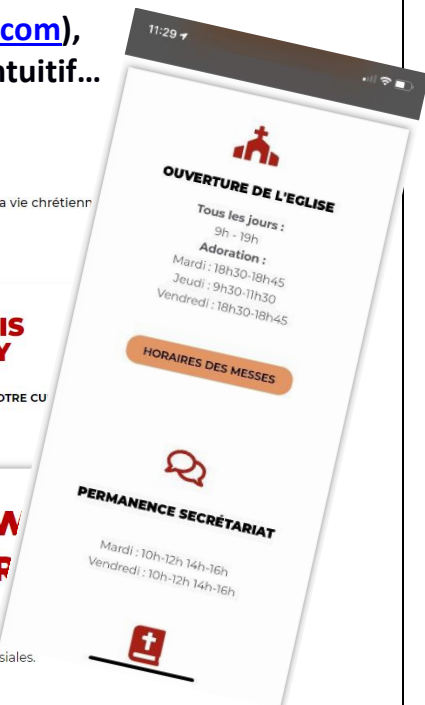 com),
ntuitif…
a vie chrétienn
IS
Y
OTRE CU
W
R
siales.
11:29
OUVERTURE DE L'EGLISE
Tous les jours :
9h - 19h
Adoration :
Mardi : 18h30-18h45
Jeudi : 9h30-11h30
Vendredi : 18h30-18h45
HORAIRES DES MESSES
PERMANENCE SECRÉTARIAT
Mardi : 10h-12h 14h-16h
Vendredi : 10h-12h 14h-16h